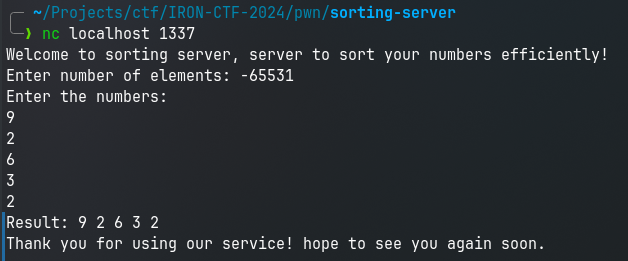 ~/Projects/ctf/IRON-CTF-2024/pwn/sorting-server
❯ nc localhost 1337
Welcome to sorting server, server to sort your numbers efficiently!
Enter number of elements: -65531
Enter the numbers:
9
2
6
3
2
Result: 9 2 6 3 2
Thank you for using our service! hope to see you again soon.